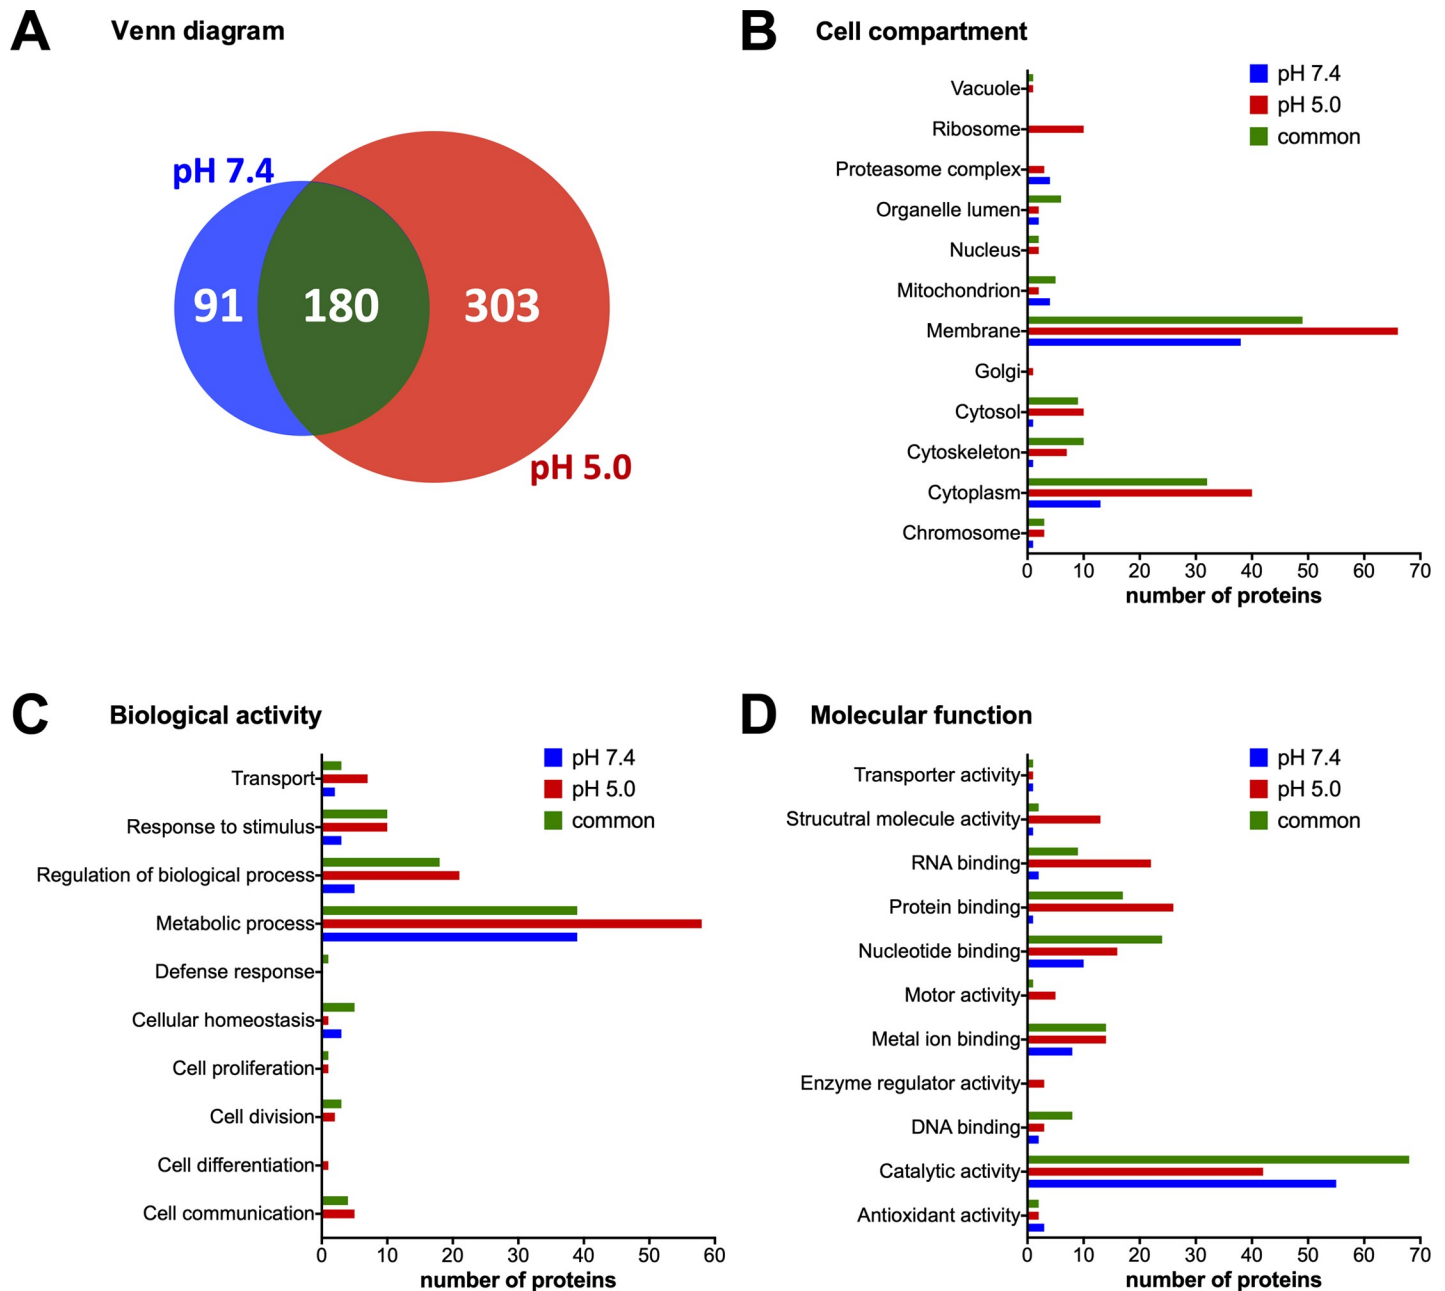 A Venn diagram
pH 7.4
91 180 303
pH 5.0
B Cell compartment
pH 7.4
pH 5.0
common
Vacuole
Ribosome
Proteasome complex
Organelle lumen
Nucleus
Mitochondrion
Membrane
Golgi
Cytosol
Cytoskeleton
Cytoplasm
Chromosome
0 10 20 30 40 50 60 70
number of proteins
C Biological activity
pH 7.4
pH 5.0
common
Transport
Response to stimulus
Regulation of biological process
Metabolic process
Defense response
Cellular homeostasis
Cell proliferation
Cell division
Cell differentiation
Cell communication
0 10 20 30 40 50 60
number of proteins
D Molecular function
pH 7.4
pH 5.0
common
Transporter activity
Strucutral molecule activity
RNA binding
Protein binding
Nucleotide binding
Motor activity
Metal ion binding
Enzyme regulator activity
DNA binding
Catalytic activity
Antioxidant activity
0 10 20 30 40 50 60 70
number of proteins